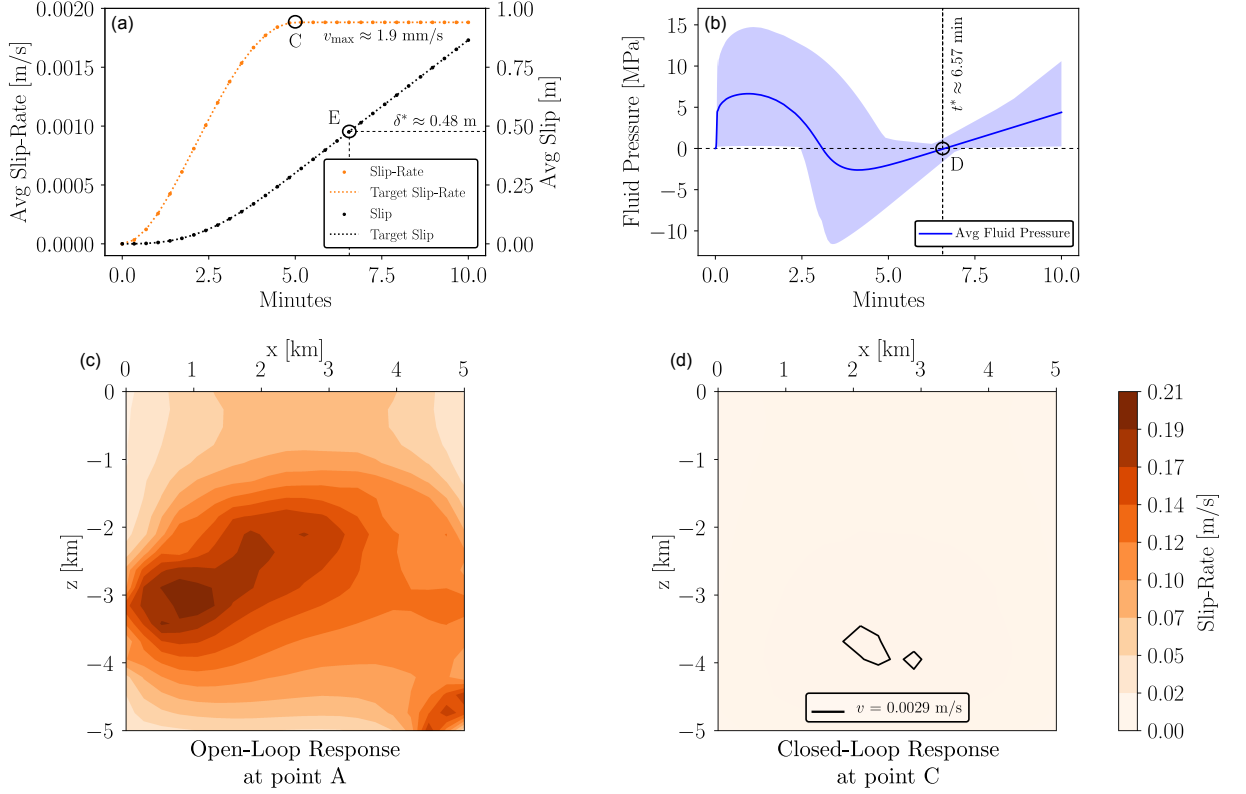 (a)
0.0020
0.0015
0.0010
0.0005
0.0000
Avg Slip-Rate [m/s]
1.00
0.75
0.50
0.25
0.00
Avg Slip [m]
C
v_max ≈ 1.9 mm/s
E
δ* ≈ 0.48 m
Slip-Rate
Target Slip-Rate
Slip
Target Slip
0.0 2.5 5.0 7.5 10.0
Minutes
(b)
15
10
5
0
−5
−10
Fluid Pressure [MPa]
t* ≈ 6.57 min
D
Avg Fluid Pressure
0.0 2.5 5.0 7.5 10.0
Minutes
(c)
x [km]
0 1 2 3 4 5
0
−1
−2
−3
−4
−5
z [km]
Open-Loop Response
at point A
(d)
x [km]
0 1 2 3 4 5
0
−1
−2
−3
−4
−5
z [km]
v = 0.0029 m/s
Closed-Loop Response
at point C
0.21
0.19
0.17
0.14
0.12
0.10
0.07
0.05
0.02
0.00
Slip-Rate [m/s]